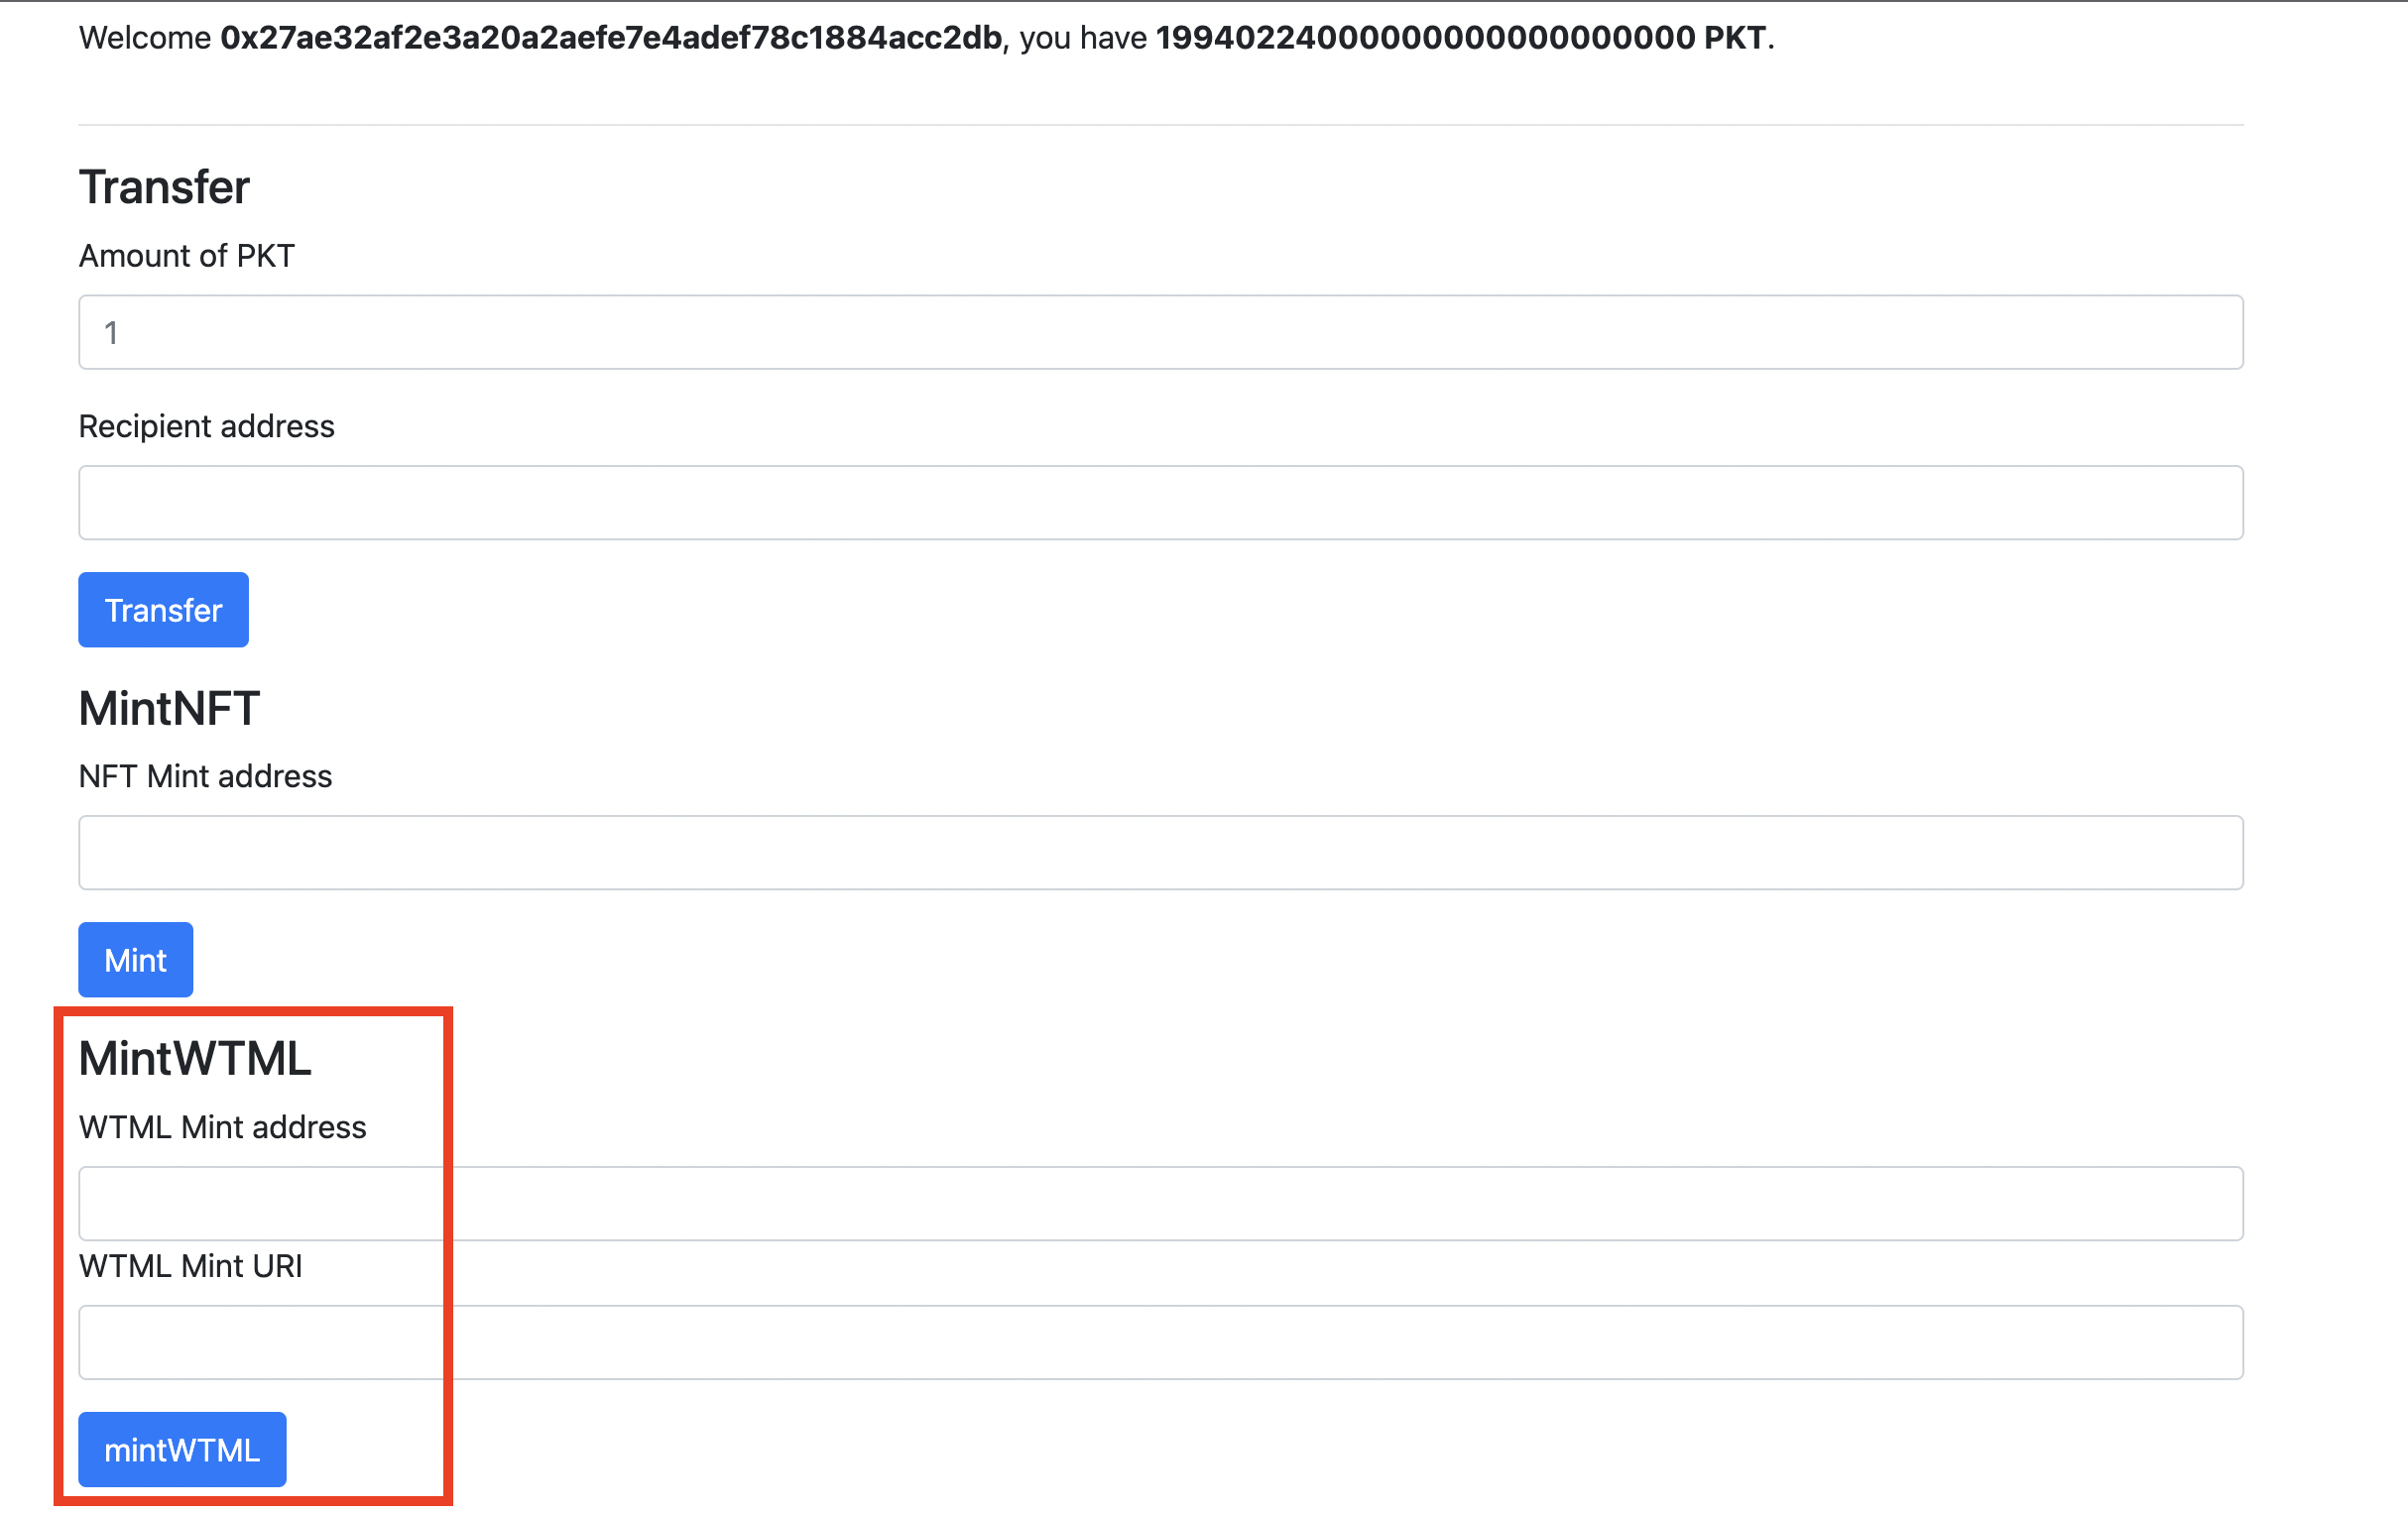 Welcome 0x27ae32af2e3a20a2aefe7e4adef78c1884acc2db, you have 199402240000000000000000000 PKT.
Transfer
Amount of PKT
1
Recipient address
Transfer
MintNFT
NFT Mint address
Mint
MintWTML
WTML Mint address
WTML Mint URI
mintWTML